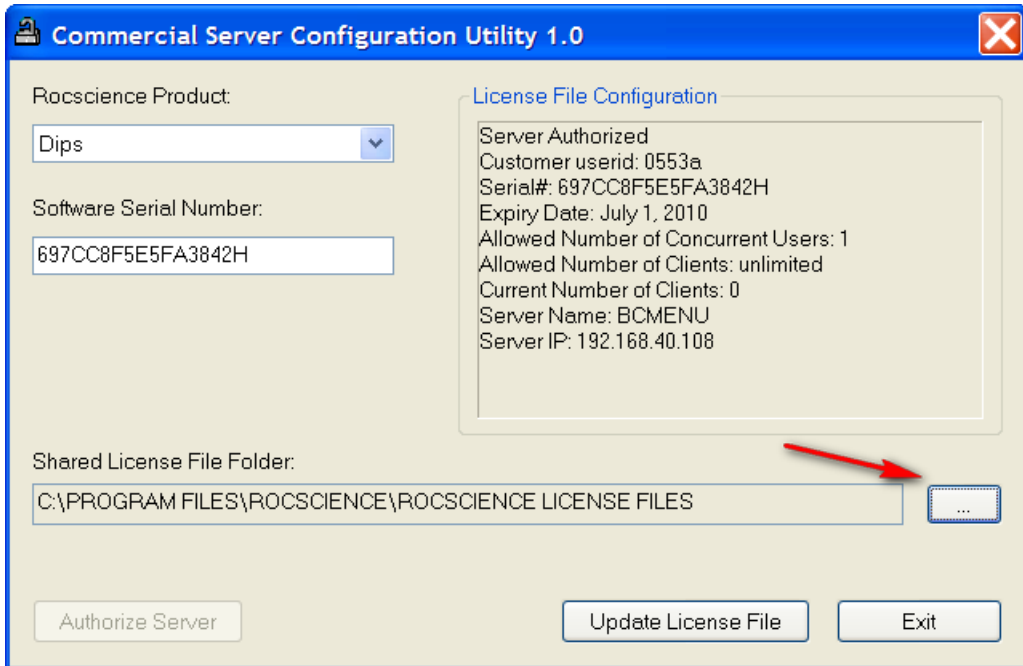 Commercial Server Configuration Utility 1.0
Rocscience Product:
Dips
Software Serial Number:
697CC8F5E5FA3842H
License File Configuration
Server Authorized
Customer userid: 0553a
Serial#: 697CC8F5E5FA3842H
Expiry Date: July 1, 2010
Allowed Number of Concurrent Users: 1
Allowed Number of Clients: unlimited
Current Number of Clients: 0
Server Name: BCMENU
Server IP: 192.168.40.108
Shared License File Folder:
C:\PROGRAM FILES\ROCSCIENCE\ROCSCIENCE LICENSE FILES
...
Authorize Server
Update License File
Exit